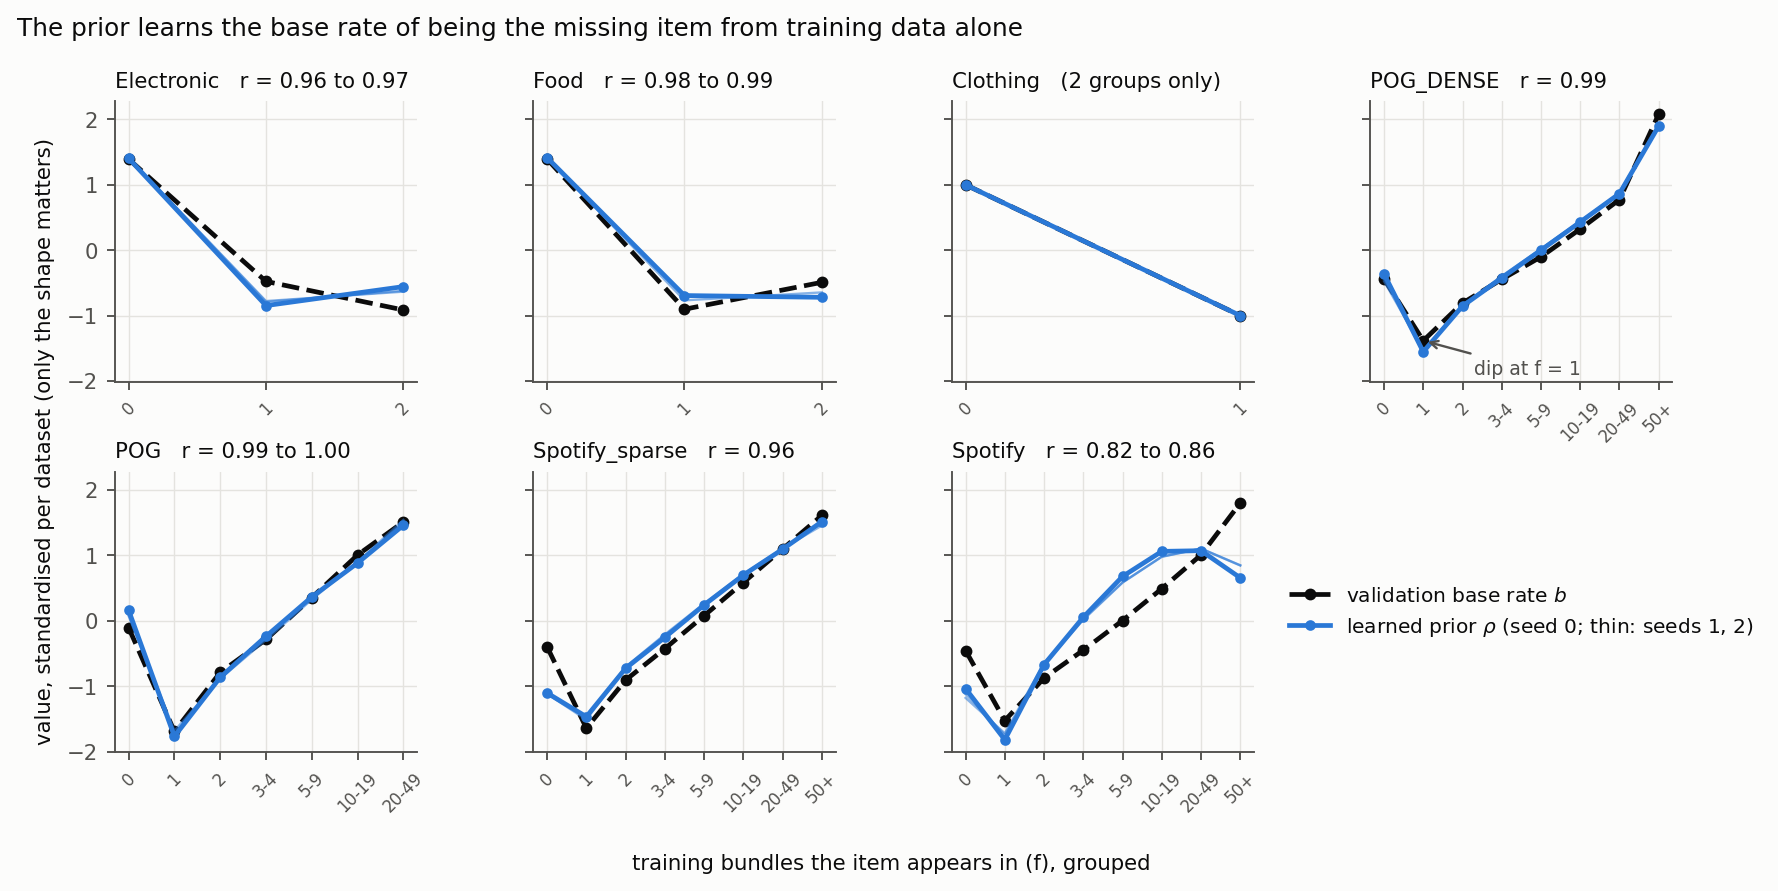 The prior learns the base rate of being the missing item from training data alone
value, standardised per dataset (only the shape matters)
Electronic r = 0.96 to 0.97
2
1
0
−1
−2
0 1 2
Food r = 0.98 to 0.99
0 1 2
Clothing (2 groups only)
0 1
POG_DENSE r = 0.99
dip at f = 1
0 1 2 3-4 5-9 10-19 20-49 50+
POG r = 0.99 to 1.00
2
1
0
−1
−2
0 1 2 3-4 5-9 10-19 20-49
Spotify_sparse r = 0.96
0 1 2 3-4 5-9 10-19 20-49 50+
Spotify r = 0.82 to 0.86
0 1 2 3-4 5-9 10-19 20-49 50+
validation base rate b
learned prior ρ (seed 0; thin: seeds 1, 2)
training bundles the item appears in (f), grouped